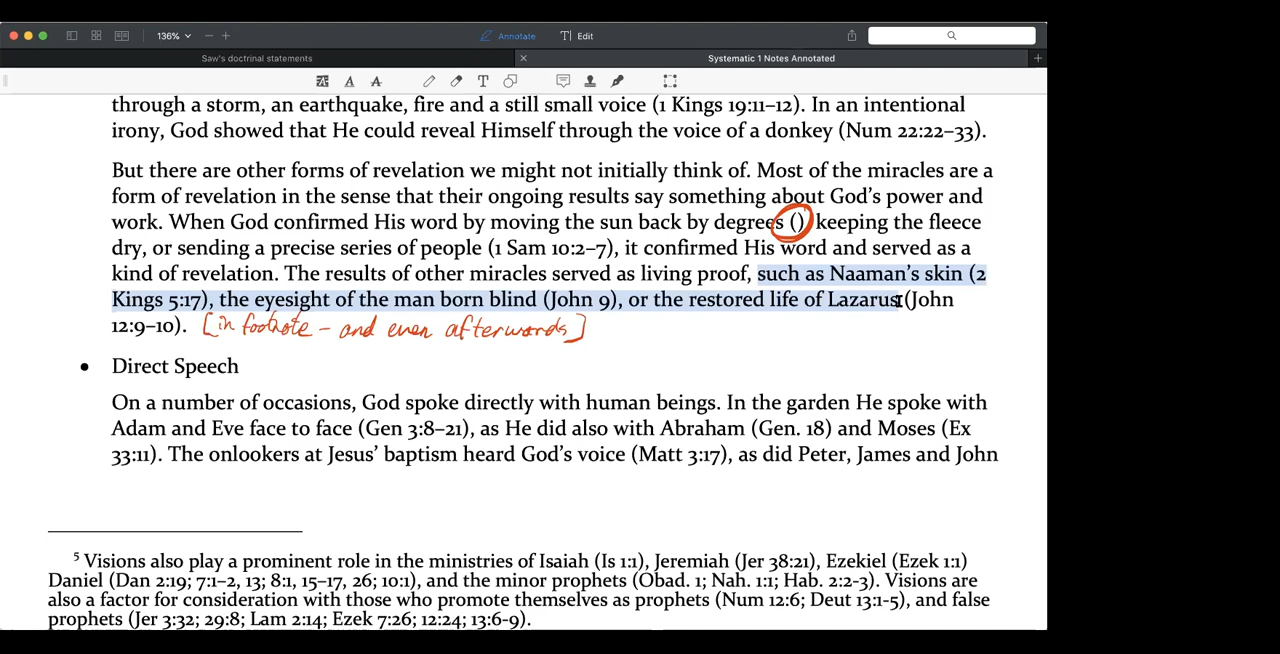 136%
Annotate
Edit
Saw's doctrinal statements
Systematic 1 Notes Annotated
through a storm, an earthquake, fire and a still small voice (1 Kings 19:11–12). In an intentional
irony, God showed that He could reveal Himself through the voice of a donkey (Num 22:22–33).
But there are other forms of revelation we might not initially think of. Most of the miracles are a
form of revelation in the sense that their ongoing results say something about God's power and
work. When God confirmed His word by moving the sun back by degrees () keeping the fleece
dry, or sending a precise series of people (1 Sam 10:2–7), it confirmed His word and served as a
kind of revelation. The results of other miracles served as living proof, such as Naaman's skin (2
Kings 5:17), the eyesight of the man born blind (John 9), or the restored life of Lazarus (John
12:9–10). [in footnote - and even afterwords]
• Direct Speech
On a number of occasions, God spoke directly with human beings. In the garden He spoke with
Adam and Eve face to face (Gen 3:8–21), as He did also with Abraham (Gen. 18) and Moses (Ex
33:11). The onlookers at Jesus' baptism heard God's voice (Matt 3:17), as did Peter, James and John
5 Visions also play a prominent role in the ministries of Isaiah (Is 1:1), Jeremiah (Jer 38:21), Ezekiel (Ezek 1:1)
Daniel (Dan 2:19; 7:1–2, 13; 8:1, 15–17, 26; 10:1), and the minor prophets (Obad. 1; Nah. 1:1; Hab. 2:2-3). Visions are
also a factor for consideration with those who promote themselves as prophets (Num 12:6; Deut 13:1-5), and false
prophets (Jer 3:32; 29:8; Lam 2:14; Ezek 7:26; 12:24; 13:6-9).